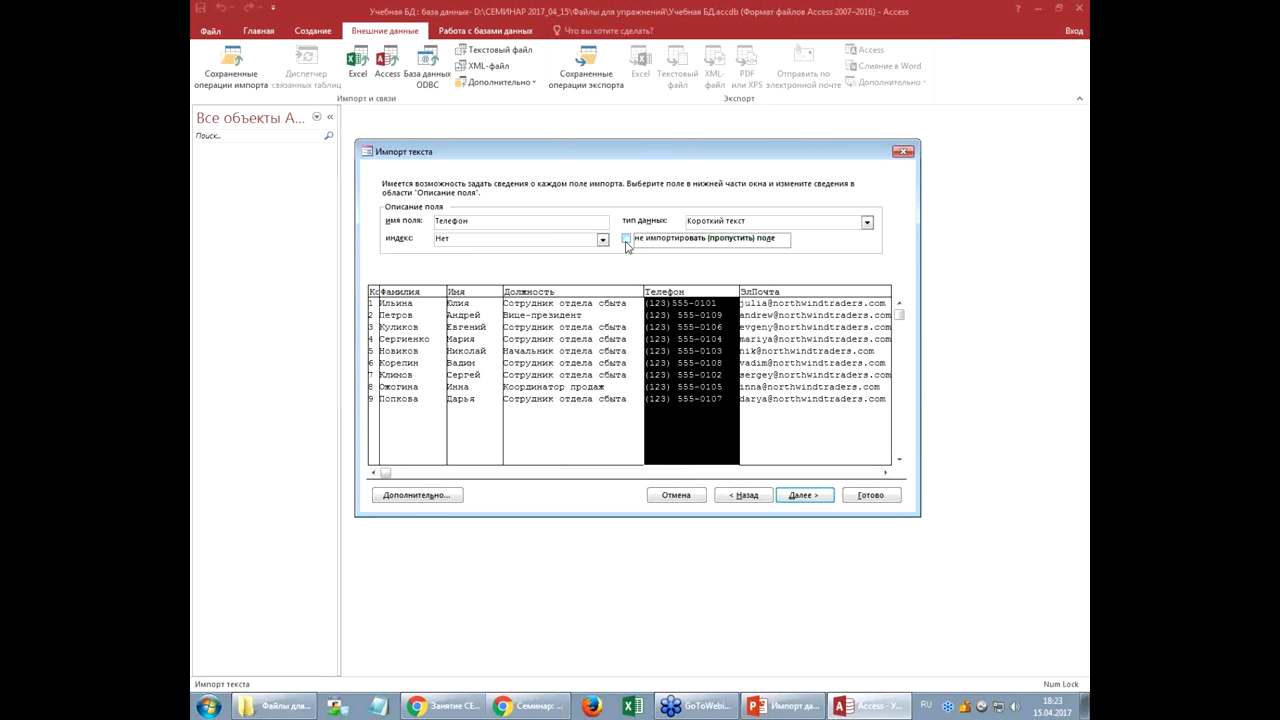 Учебная БД : база данных- D:\СЕМИНАР 2017_04_15\Файлы для упражнений\Учебная БД.accdb (Формат файлов Access 2007–2016) - Access
Файл Главная Создание Внешние данные Работа с базами данных Что вы хотите сделать? Вход
Сохраненные операции импорта
Диспетчер связанных таблиц
Excel
Access
База данных ODBC
Текстовый файл
XML-файл
Дополнительно
Сохраненные операции экспорта
Excel
Текстовый файл
XML-файл
PDF или XPS
Отправить по электронной почте
Access
Слияние в Word
Дополнительно
Импорт и связи
Экспорт
Все объекты A...
Поиск...
Импорт текста
Имеется возможность задать сведения о каждом поле импорта. Выберите поле в нижней части окна и измените сведения в
области "Описание поля".
Описание поля
имя поля: Телефон тип данных: Короткий текст
индекс: Нет не импортировать (пропустить) поле
Кс Фамилия Имя Должность Телефон ЭлПочта
1 Ильина Юлия Сотрудник отдела сбыта (123)555-0101 julia@northwindtraders.com
2 Петров Андрей Вице-президент (123) 555-0109 andrew@northwindtraders.com
3 Куликов Евгений Сотрудник отдела сбыта (123) 555-0106 evgeny@northwindtraders.com
4 Сергиенко Мария Сотрудник отдела сбыта (123) 555-0104 mariya@northwindtraders.com
5 Новиков Николай Начальник отдела сбыта (123) 555-0103 nik@northwindtraders.com
6 Корепин Вадим Сотрудник отдела сбыта (123) 555-0108 vadim@northwindtraders.com
7 Климов Сергей Сотрудник отдела сбыта (123) 555-0102 sergey@northwindtraders.com
8 Ожогина Инна Координатор продаж (123) 555-0105 inna@northwindtraders.com
9 Попкова Дарья Сотрудник отдела сбыта (123) 555-0107 darya@northwindtraders.com
Дополнительно... Отмена < Назад Далее > Готово
Импорт текста Num Lock
Файлы для... Занятие СЕ... Семинар: ... GoToWebi... Импорт да... Access - У... RU 18:23
15.04.2017